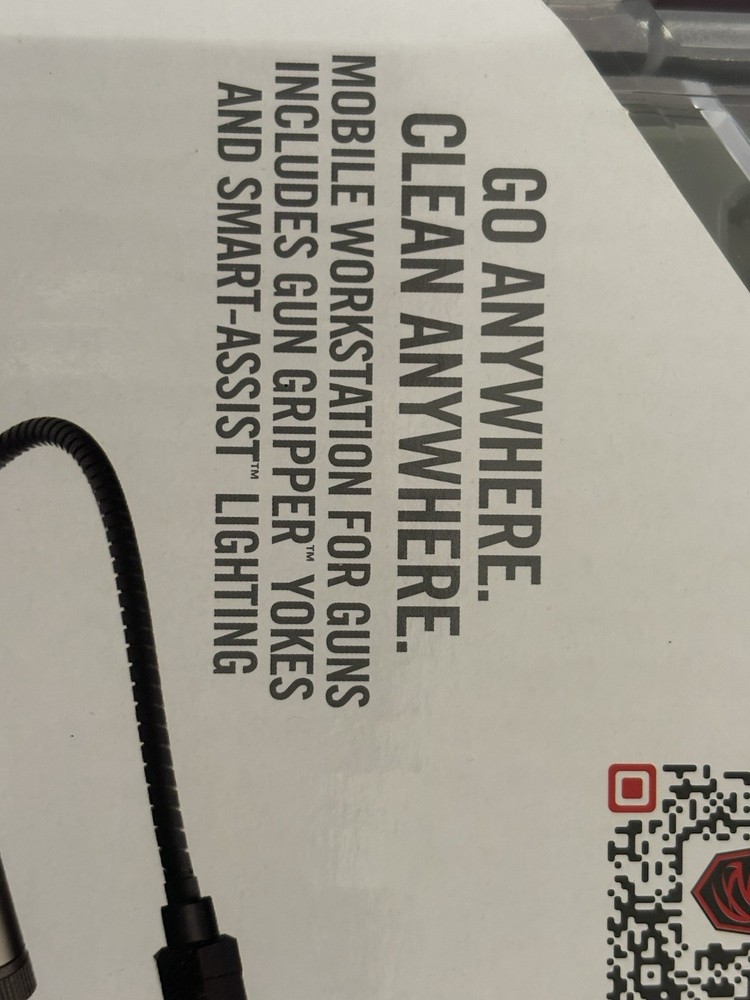 GO ANYWHERE.
CLEAN ANYWHERE.
MOBILE WORKSTATION FOR GUNS
INCLUDES GUN GRIPPER™ YOKES
AND SMART-ASSIST™ LIGHTING